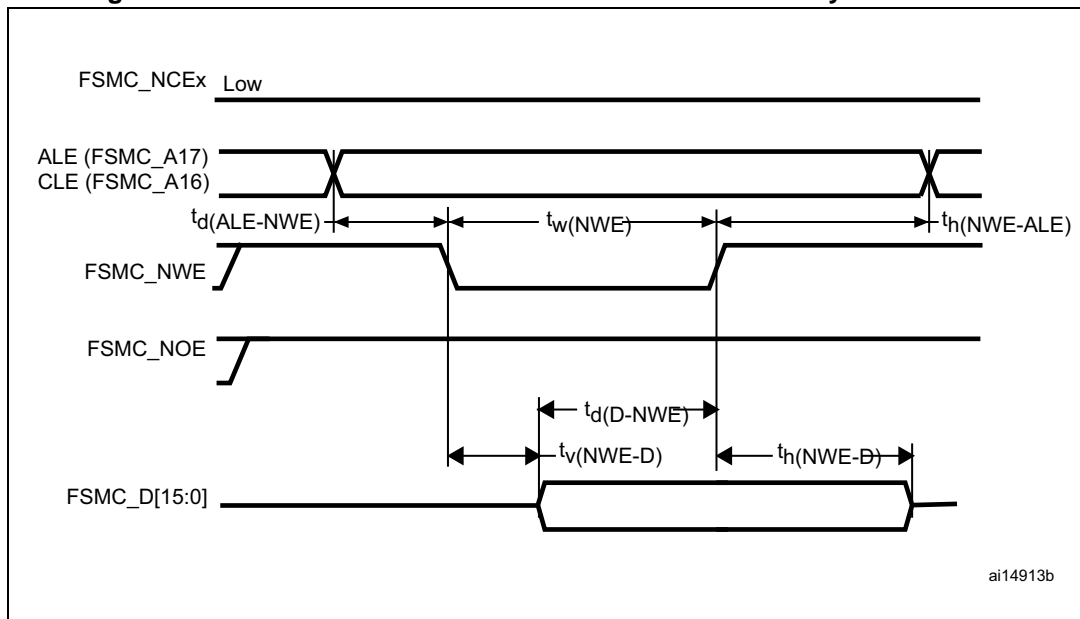 FSMC_NCEx Low
ALE (FSMC_A17)
CLE (FSMC_A16)
td(ALE-NWE) tw(NWE) th(NWE-ALE)
FSMC_NWE
FSMC_NOE
td(D-NWE)
tv(NWE-D) th(NWE-D)
FSMC_D[15:0]
ai14913b